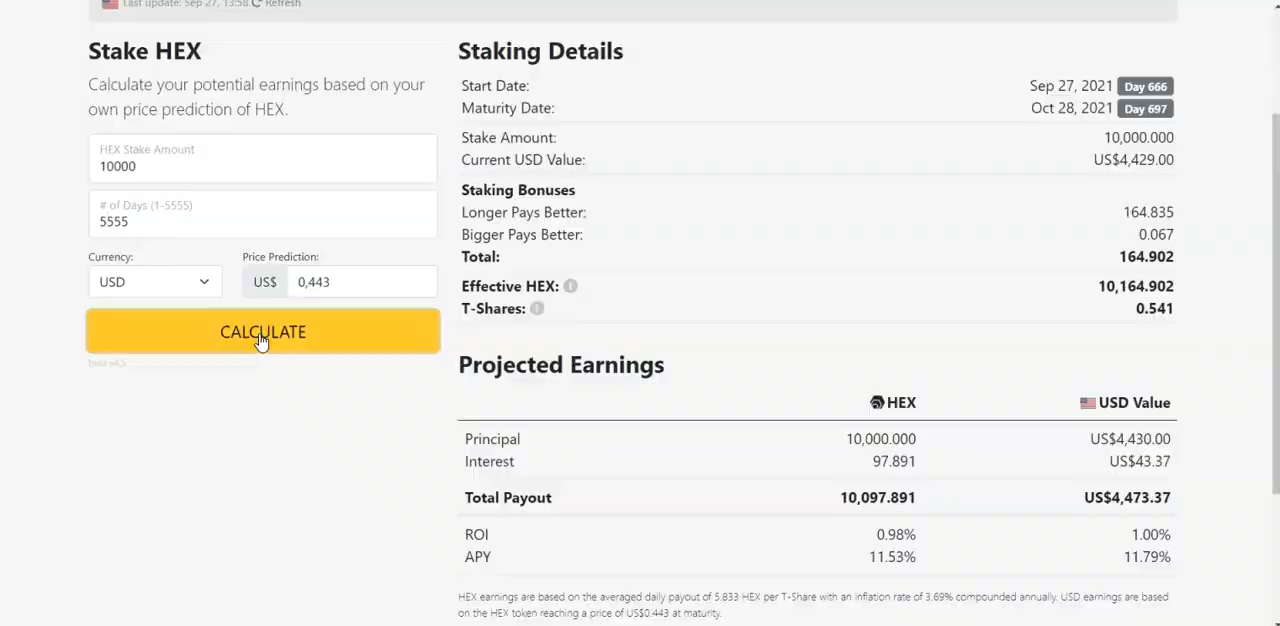 Last update: Sep 27, 13:58 Refresh
Stake HEX
Calculate your potential earnings based on your
own price prediction of HEX.
HEX Stake Amount
10000
# of Days (1-5555)
5555
Currency:
Price Prediction:
USD
US$ 0,443
CALCULATE
Staking Details
Start Date: Sep 27, 2021 Day 666
Maturity Date: Oct 28, 2021 Day 697
Stake Amount: 10,000.000
Current USD Value: US$4,429.00
Staking Bonuses
Longer Pays Better: 164.835
Bigger Pays Better: 0.067
Total: 164.902
Effective HEX: 10,164.902
T-Shares: 0.541
Projected Earnings
HEX USD Value
Principal 10,000.000 US$4,430.00
Interest 97.891 US$43.37
Total Payout 10,097.891 US$4,473.37
ROI 0.98% 1.00%
APY 11.53% 11.79%
HEX earnings are based on the averaged daily payout of 5.833 HEX per T-Share with an inflation rate of 3.69% compounded annually. USD earnings are based
on the HEX token reaching a price of US$0.443 at maturity.